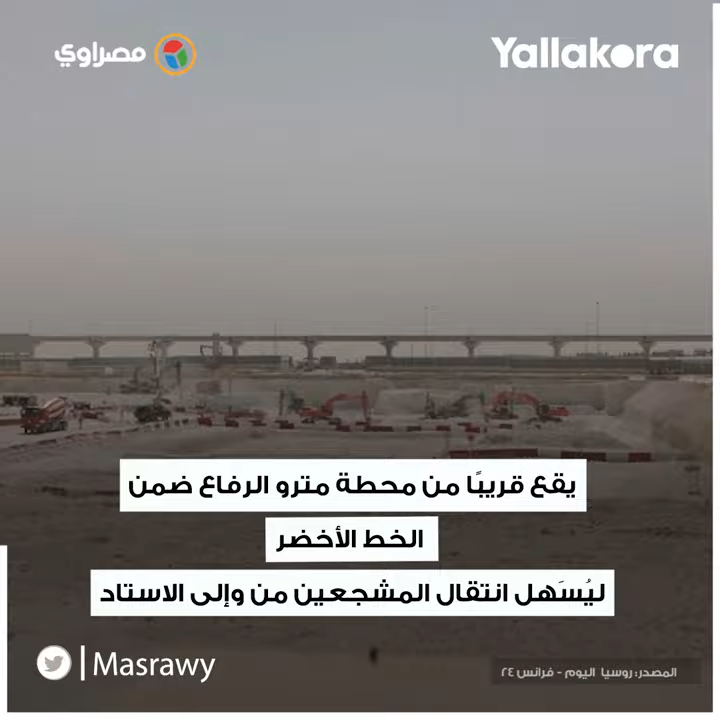 مصراوي
Yallakora
يقع قريبًا من محطة مترو الرفاع ضمن
الخط الأخضر
ليُسَهل انتقال المشجعين من وإلى الاستاد
| Masrawy
المصدر: روسيا اليوم - فرانس ٢٤